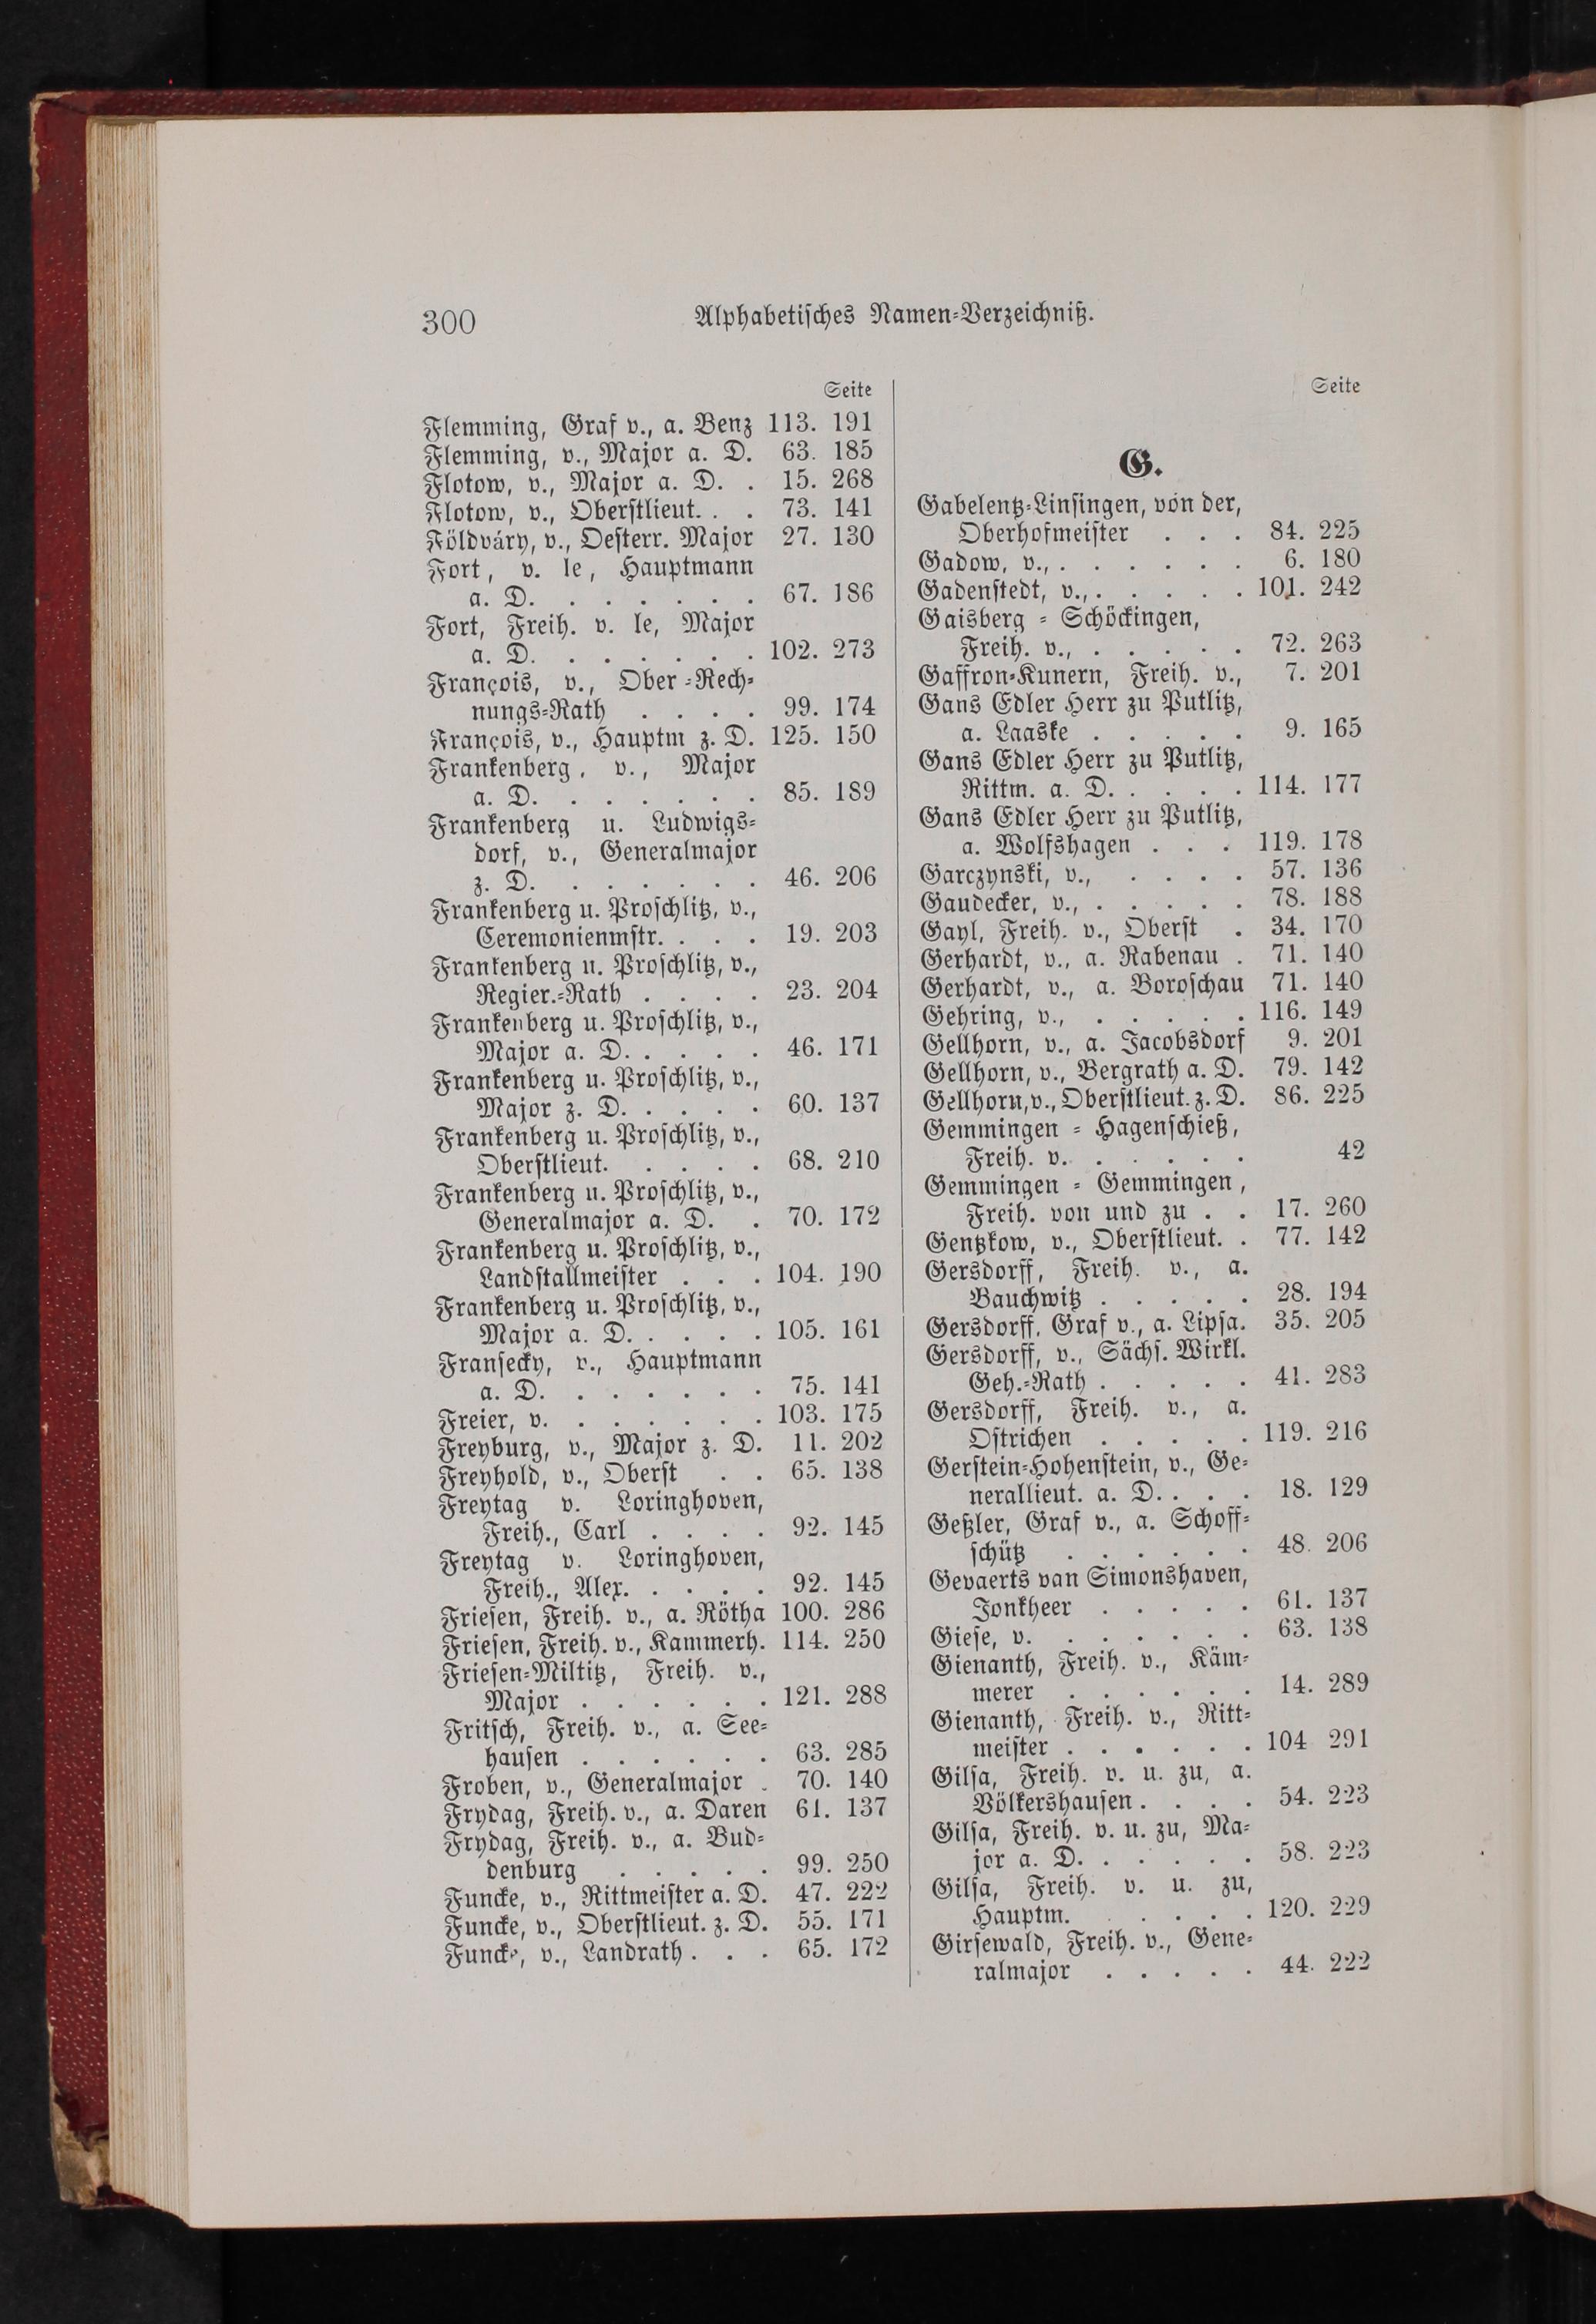 300
Alphabetisches Namen-Verzeichniß.
Seite
Flemming, Graf v., a. Benz 113. 191
Flemming, v., Major a. D. 63. 185
Flotow, v., Major a. D. . 15. 268
Flotow, v., Oberstlieut. . . 73. 141
Földváry, v., Oesterr. Major 27. 130
Fort, v. le, Hauptmann
a. D. . . . . . . . 67. 186
Fort, Freih. v. le, Major
a. D. . . . . . . . 102. 273
François, v., Ober-Rech-
nungs-Rath . . . . 99. 174
François, v., Hauptm z. D. 125. 150
Frankenberg, v., Major
a. D. . . . . . . . 85. 189
Frankenberg u. Ludwigs-
dorf, v., Generalmajor
z. D. . . . . . . 46. 206
Frankenberg u. Proschlitz, v.,
Ceremonienmstr. . . . 19. 203
Frankenberg u. Proschlitz, v.,
Regier.-Rath . . . . 23. 204
Frankenberg u. Proschlitz, v.,
Major a. D. . . . . 46. 171
Frankenberg u. Proschlitz, v.,
Major z. D. . . . . 60. 137
Frankenberg u. Proschlitz, v.,
Oberstlieut. . . . . 68. 210
Frankenberg u. Proschlitz, v.,
Generalmajor a. D. . 70. 172
Frankenberg u. Proschlitz, v.,
Landstallmeister . . . 104. 190
Frankenberg u. Proschlitz, v.,
Major a. D. . . . . 105. 161
Fransecky, v., Hauptmann
a. D. . . . . . . . 75. 141
Freier, v. . . . . . . 103. 175
Freyburg, v., Major z. D. 11. 202
Freyhold, v., Oberst . . 65. 138
Freytag v. Loringhoven,
Freih., Carl . . . . 92. 145
Freytag v. Loringhoven,
Freih., Alex. . . . . 92. 145
Friesen, Freih. v., a. Rötha 100. 286
Friesen, Freih. v., Kammerh. 114. 250
Friesen-Miltitz, Freih. v.,
Major . . . . . . 121. 288
Fritsch, Freih. v., a. See-
hausen . . . . . . 63. 285
Froben, v., Generalmajor . 70. 140
Frydag, Freih. v., a. Daren 61. 137
Frydag, Freih. v., a. Bud-
denburg . . . . . 99. 250
Funcke, v., Rittmeister a. D. 47. 222
Funcke, v., Oberstlieut. z. D. 55. 171
Funcke, v., Landrath . . . 65. 172
Seite
G.
Gabelentz-Linsingen, von der,
Oberhofmeister . . . 84. 225
Gadow, v., . . . . . . 6. 180
Gadenstedt, v., . . . . . 101. 242
Gaisberg - Schöckingen,
Freih. v., . . . . . 72. 263
Gaffron-Kunern, Freih. v., 7. 201
Gans Edler Herr zu Putlitz,
a. Laaske . . . . . 9. 165
Gans Edler Herr zu Putlitz,
Rittm. a. D. . . . . 114. 177
Gans Edler Herr zu Putlitz,
a. Wolfshagen . . . 119. 178
Garczynski, v., . . . . 57. 136
Gaudecker, v., . . . . . 78. 188
Gayl, Freih. v., Oberst . 34. 170
Gerhardt, v., a. Rabenau . 71. 140
Gerhardt, v., a. Boroschau 71. 140
Gehring, v., . . . . . 116. 149
Gellhorn, v., a. Jacobsdorf 9. 201
Gellhorn, v., Bergrath a. D. 79. 142
Gellhorn, v., Oberstlieut. z. D. 86. 225
Gemmingen - Hagenschieß,
Freih. v. . . . . . . 42
Gemmingen - Gemmingen,
Freih. von und zu . . 17. 260
Gentzkow, v., Oberstlieut. . 77. 142
Gersdorff, Freih. v., a.
Bauchwitz . . . . . 28. 194
Gersdorff, Graf v., a. Lipsa. 35. 205
Gersdorff, v., Sächs. Wirkl.
Geh.-Rath . . . . . 41. 283
Gersdorff, Freih. v., a.
Ostrichen . . . . . 119. 216
Gerstein-Hohenstein, v., Ge-
nerallieut. a. D. . . . 18. 129
Geßler, Graf v., a. Schoff-
schütz . . . . . . 48. 206
Gevaerts van Simonshaven,
Jonkheer . . . . . 61. 137
Giese, v. . . . . . . 63. 138
Gienanth, Freih. v., Käm-
merer . . . . . . 14. 289
Gienanth, Freih. v., Ritt-
meister . . . . . . 104 291
Gilsa, Freih. v. u. zu, a.
Völkershausen . . . . 54. 223
Gilsa, Freih. v. u. zu, Ma-
jor a. D. . . . . . 58. 223
Gilsa, Freih. v. u. zu,
Hauptm. . . . . 120. 229
Girsewald, Freih. v., Gene-
ralmajor . . . . . 44. 222